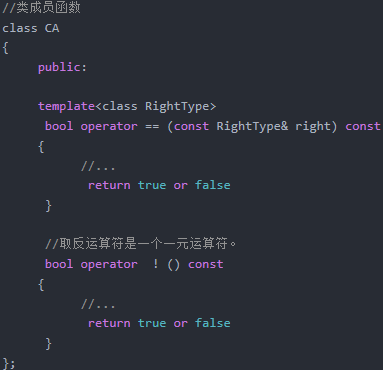 //类成员函数
class CA
{
public:
template<class RightType>
bool operator == (const RightType& right) const
{
//...
return true or false
}
//取反运算符是一个一元运算符。
bool operator  ! () const
{
//...
return true or false
}
};